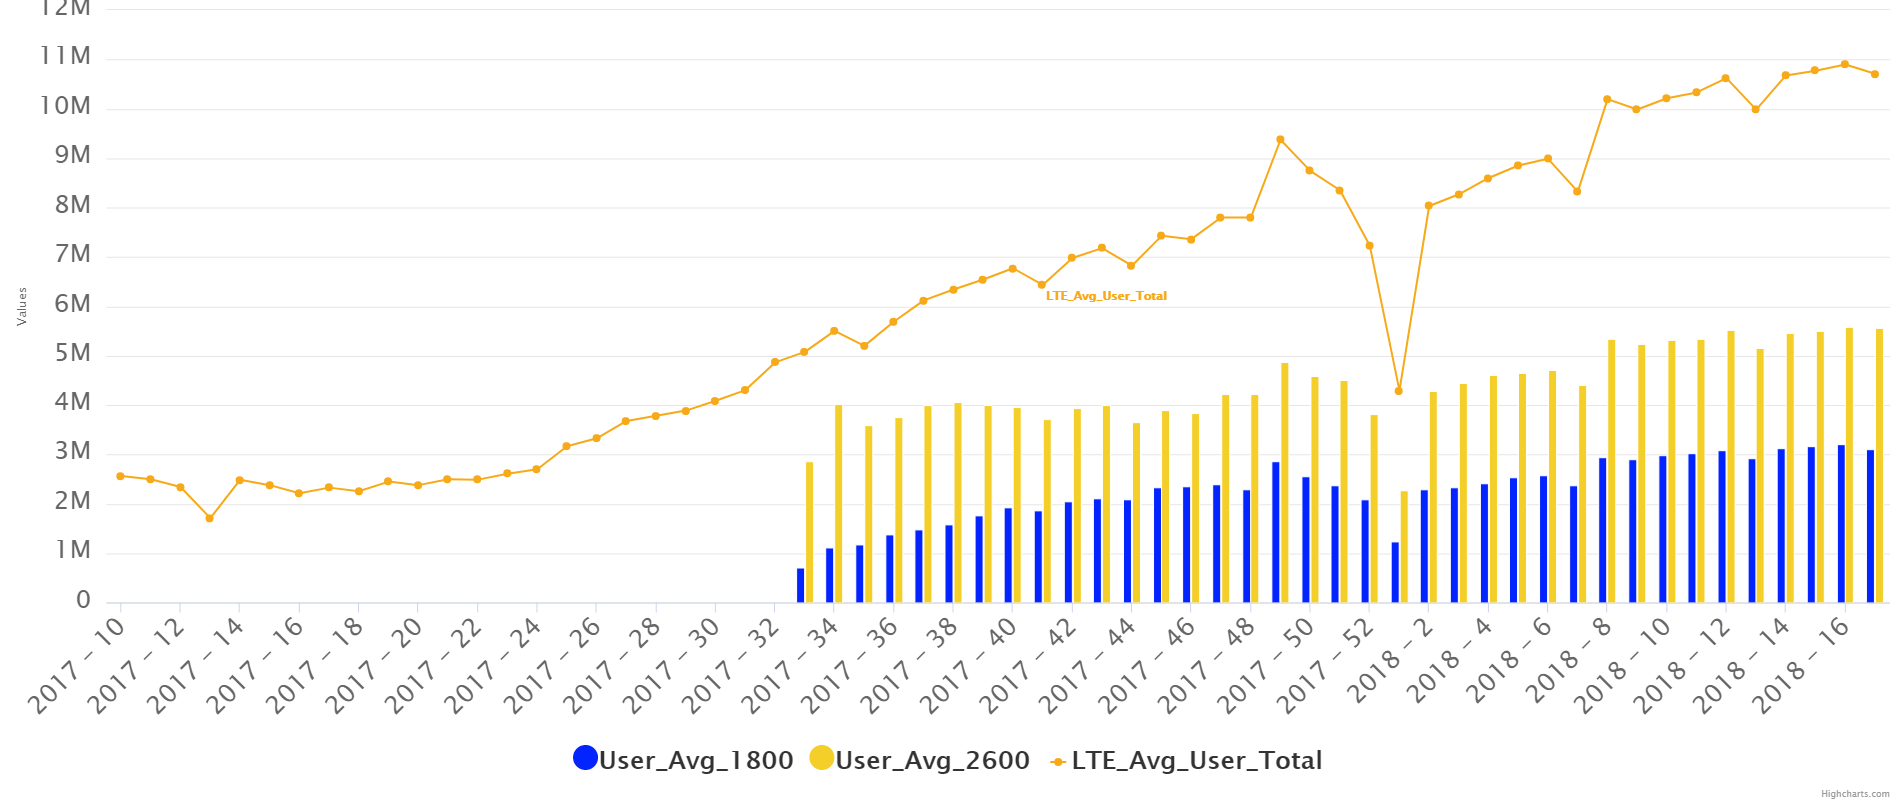 12M
11M
10M
9M
8M
7M
6M
5M
4M
3M
2M
1M
0
Values
LTE_Avg_User_Total
2017 – 10
2017 – 12
2017 – 14
2017 – 16
2017 – 18
2017 – 20
2017 – 22
2017 – 24
2017 – 26
2017 – 28
2017 – 30
2017 – 32
2017 – 34
2017 – 36
2017 – 38
2017 – 40
2017 – 42
2017 – 44
2017 – 46
2017 – 48
2017 – 50
2017 – 52
2018 – 2
2018 – 4
2018 – 6
2018 – 8
2018 – 10
2018 – 12
2018 – 14
2018 – 16
User_Avg_1800 User_Avg_2600 LTE_Avg_User_Total
Highcharts.com